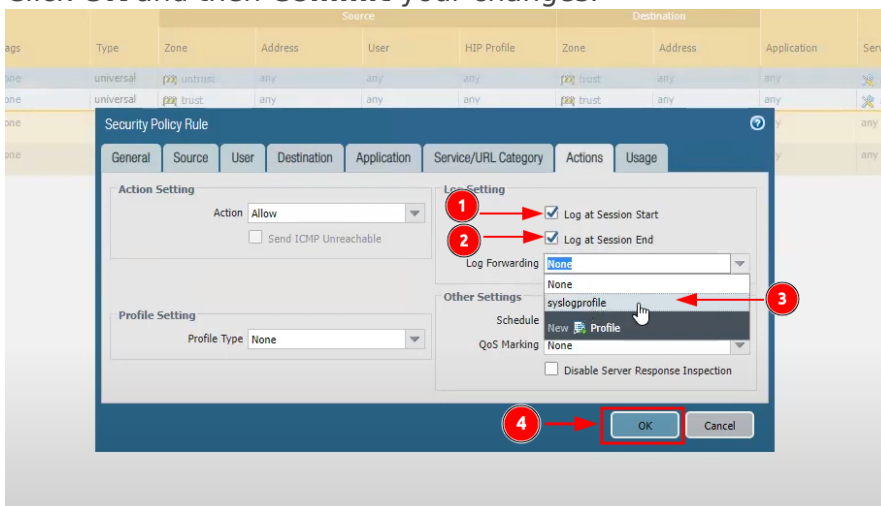 Click OK and then Commit your changes.
Source Destination
ags Type Zone Address User HIP Profile Zone Address Application Serv
one universal untrust any any any trust any any
one universal trust any any any trust any any
one any
one any
Security Policy Rule
General Source User Destination Application Service/URL Category Actions Usage
Action Setting
Action Allow
Send ICMP Unreachable
Profile Setting
Profile Type None
Log Setting
1 Log at Session Start
2 Log at Session End
Log Forwarding None
None
syslogprofile 3
New Profile
Other Settings
Schedule
QoS Marking None
Disable Server Response Inspection
4 OK Cancel